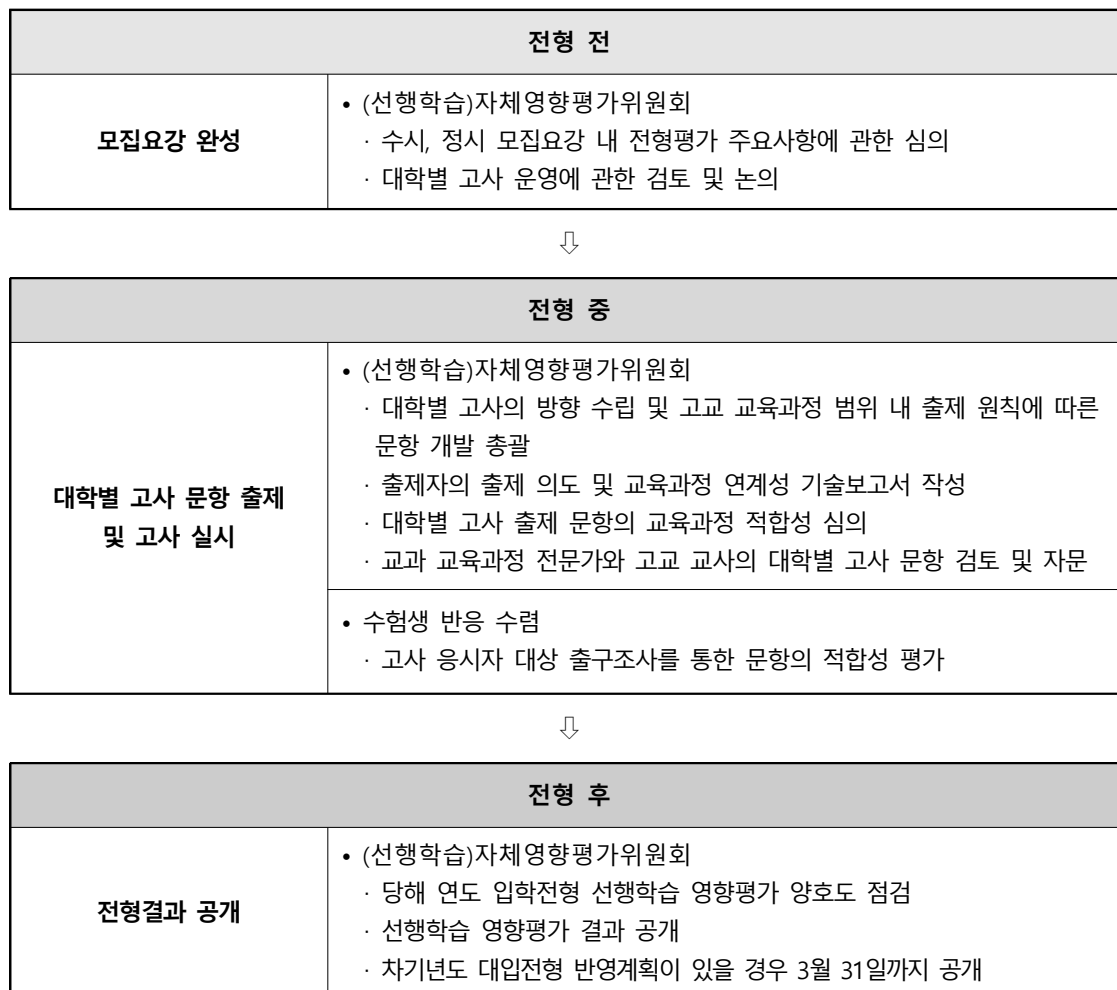 전형 전
모집요강 완성
• (선행학습)자체영향평가위원회
· 수시, 정시 모집요강 내 전형평가 주요사항에 관한 심의
· 대학별 고사 운영에 관한 검토 및 논의
⇩
전형 중
대학별 고사 문항 출제
및 고사 실시
• (선행학습)자체영향평가위원회
· 대학별 고사의 방향 수립 및 고교 교육과정 범위 내 출제 원칙에 따른
문항 개발 총괄
· 출제자의 출제 의도 및 교육과정 연계성 기술보고서 작성
· 대학별 고사 출제 문항의 교육과정 적합성 심의
· 교과 교육과정 전문가와 고교 교사의 대학별 고사 문항 검토 및 자문
• 수험생 반응 수렴
· 고사 응시자 대상 출구조사를 통한 문항의 적합성 평가
⇩
전형 후
전형결과 공개
• (선행학습)자체영향평가위원회
· 당해 연도 입학전형 선행학습 영향평가 양호도 점검
· 선행학습 영향평가 결과 공개
· 차기년도 대입전형 반영계획이 있을 경우 3월 31일까지 공개